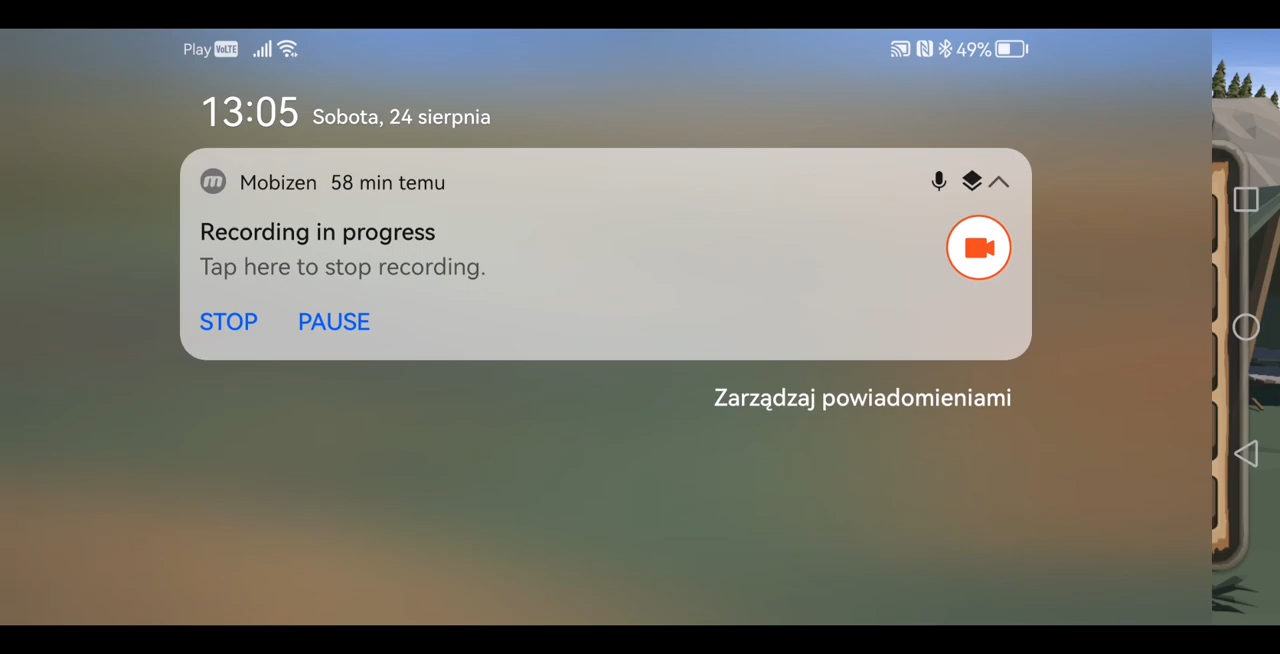 Play VoLTE 49%
13:05 Sobota, 24 sierpnia
m Mobizen 58 min temu
Recording in progress
Tap here to stop recording.
STOP PAUSE
Zarządzaj powiadomieniami